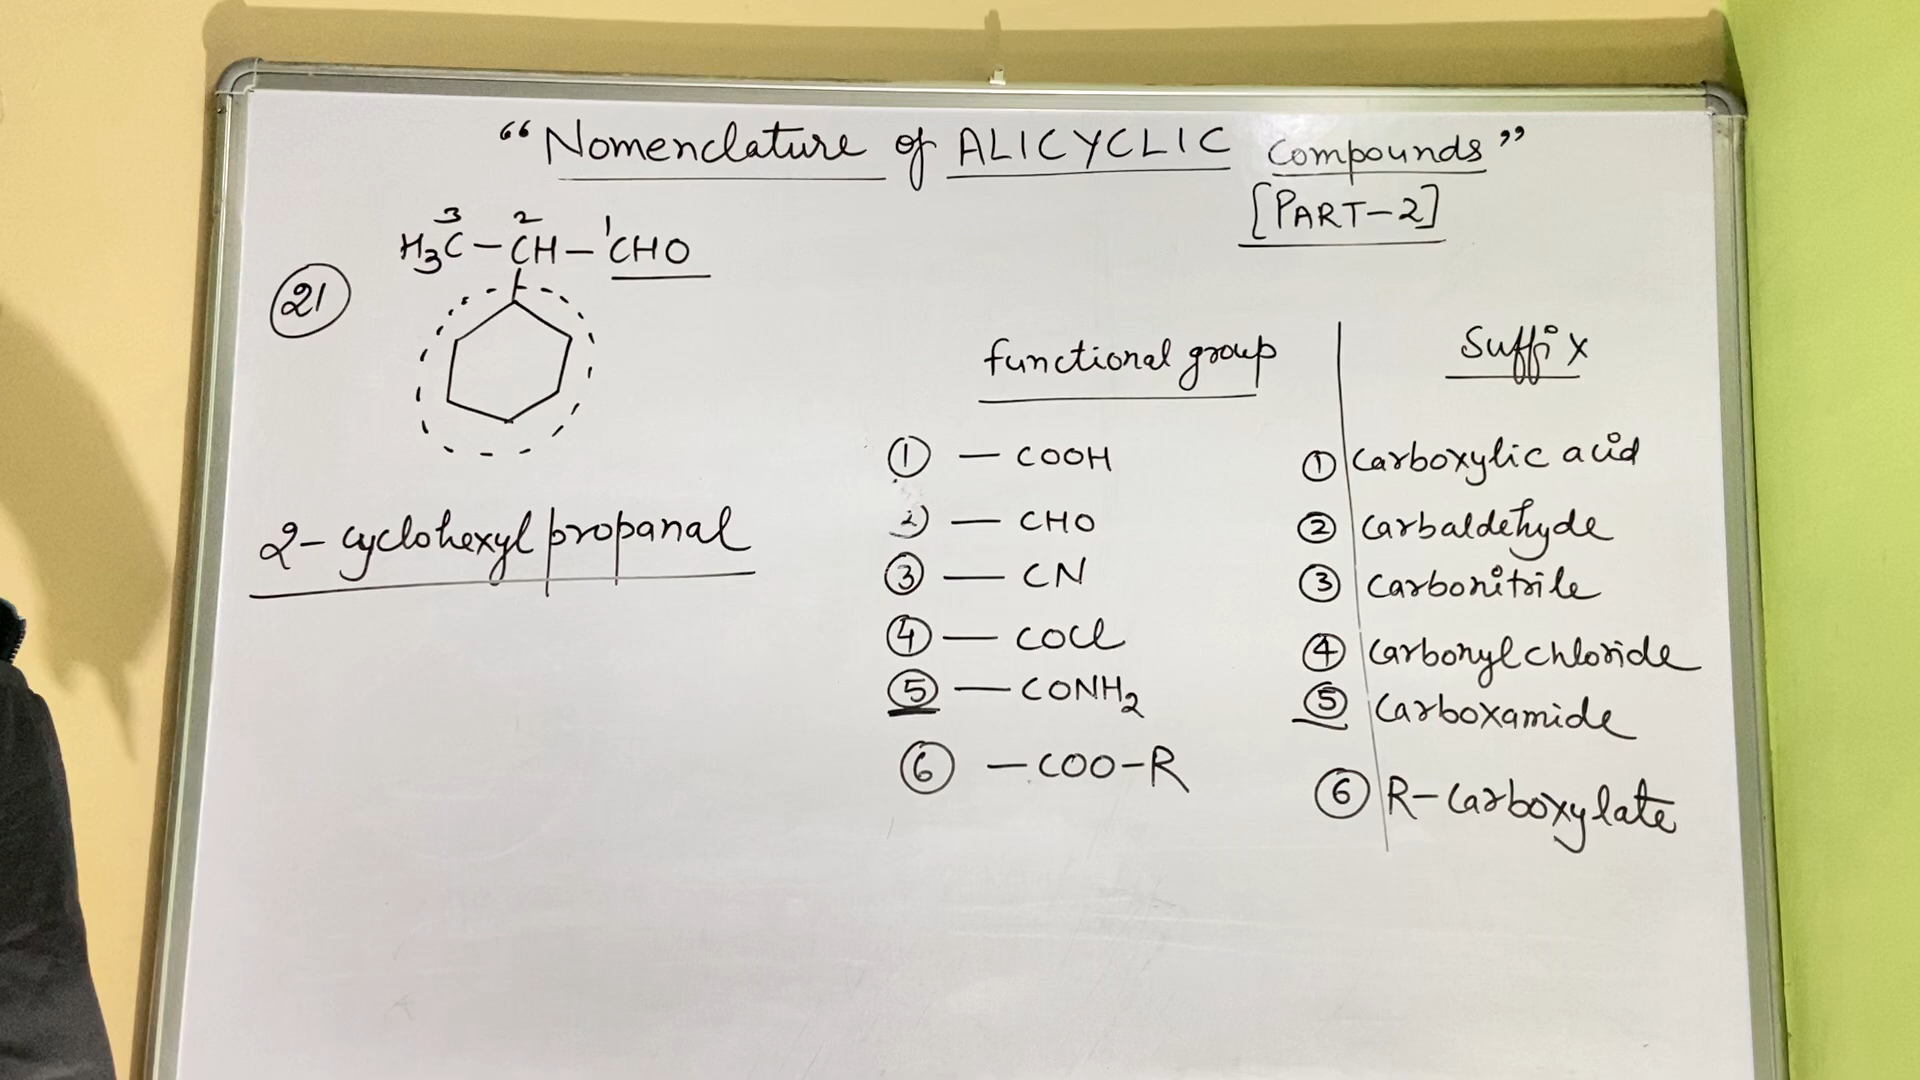 “Nomenclature of ALICYCLIC Compounds”
[PART-2]
3 2 1
H₃C-CH-CHO
21
2-cyclohexyl|propanal
functional group | Suffix
① -COOH ① Carboxylic acid
② -CHO ② Carbaldehyde
③ -CN ③ Carbonitrile
④ -COCl ④ Carbonyl chloride
⑤ -CONH₂ ⑤ Carboxamide
⑥ -COO-R ⑥ R-Carboxylate